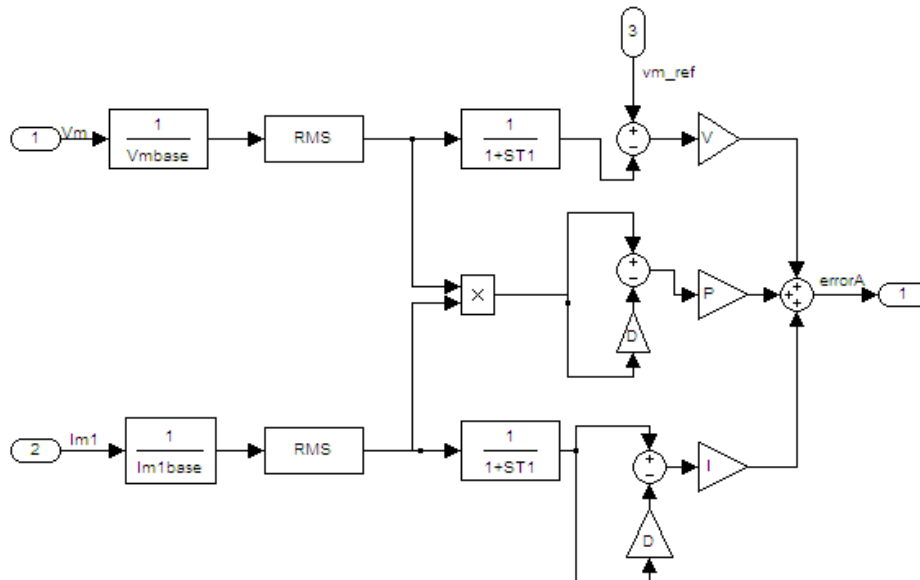 3
vm_ref
1
Vm
1
Vmbase
RMS
1
1+ST1
+
−
V
×
+
−
D
P
+
+
+
errorA
1
2
Im1
1
Im1base
RMS
1
1+ST1
+
−
D
I